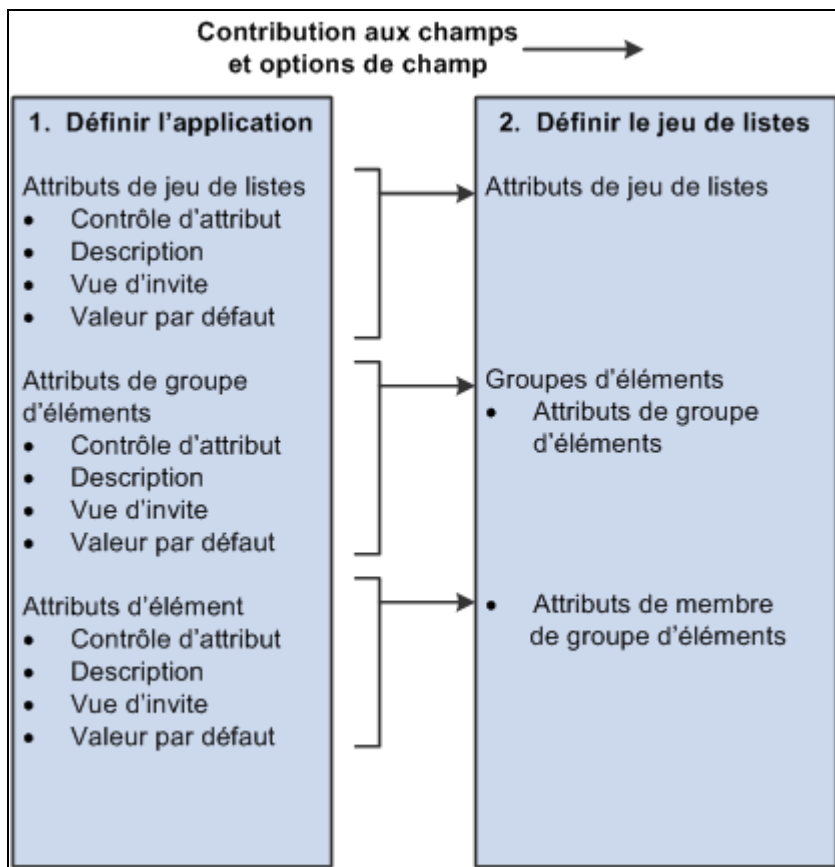 Contribution aux champs
et options de champ
1. Définir l'application
Attributs de jeu de listes
• Contrôle d'attribut
• Description
• Vue d'invite
• Valeur par défaut
Attributs de groupe
d'éléments
• Contrôle d'attribut
• Description
• Vue d'invite
• Valeur par défaut
Attributs d'élément
• Contrôle d'attribut
• Description
• Vue d'invite
• Valeur par défaut
2. Définir le jeu de listes
Attributs de jeu de listes
Groupes d'éléments
• Attributs de groupe
d'éléments
• Attributs de membre
de groupe d'éléments